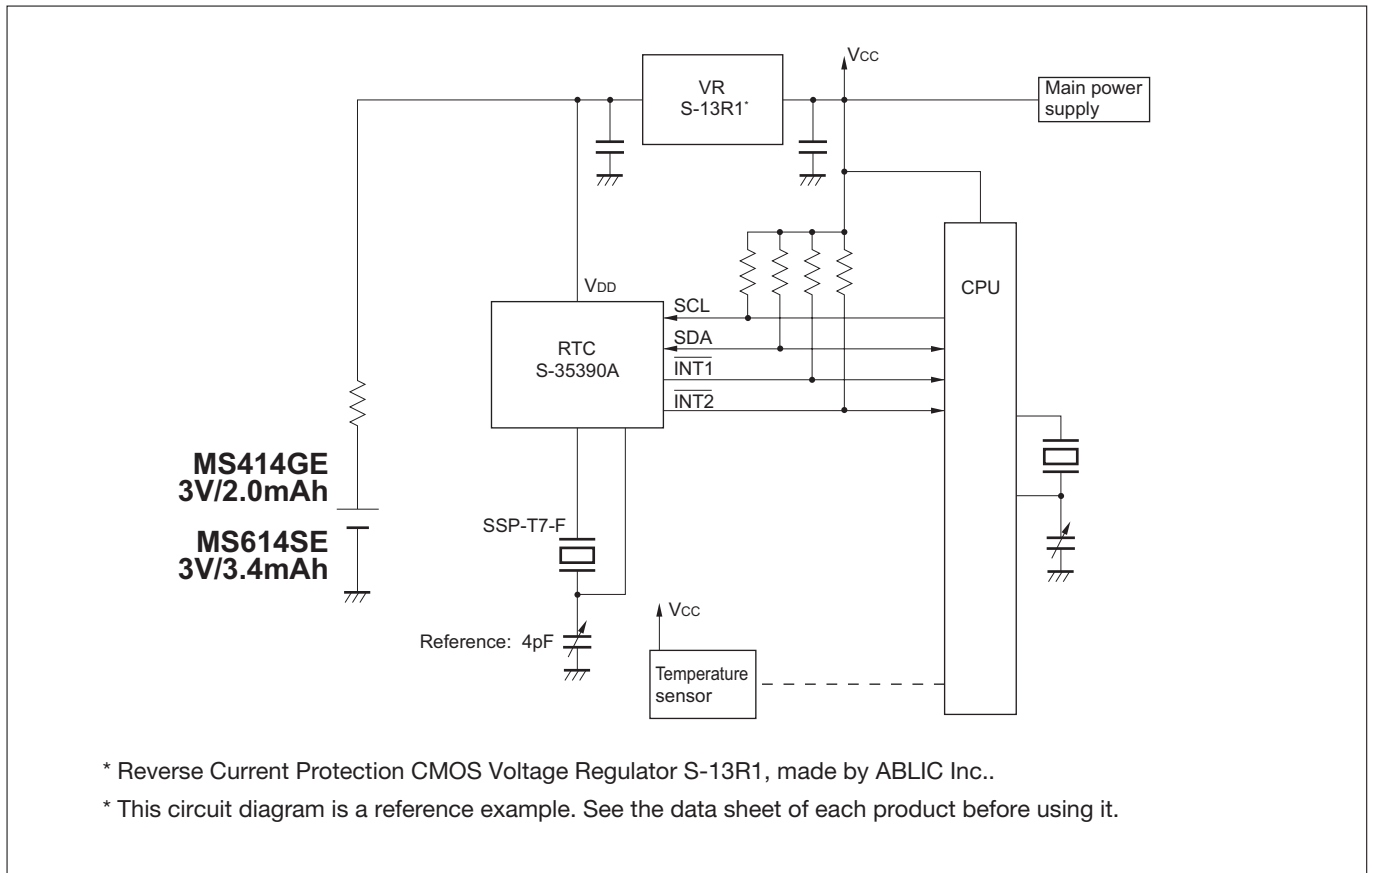 Vcc
VR
S-13R1*
Main power
supply
VDD
CPU
SCL
RTC
S-35390A
SDA
INT1
INT2
MS414GE
3V/2.0mAh
SSP-T7-F
MS614SE
3V/3.4mAh
Vcc
Reference: 4pF
Temperature
sensor
* Reverse Current Protection CMOS Voltage Regulator S-13R1, made by ABLIC Inc..
* This circuit diagram is a reference example. See the data sheet of each product before using it.